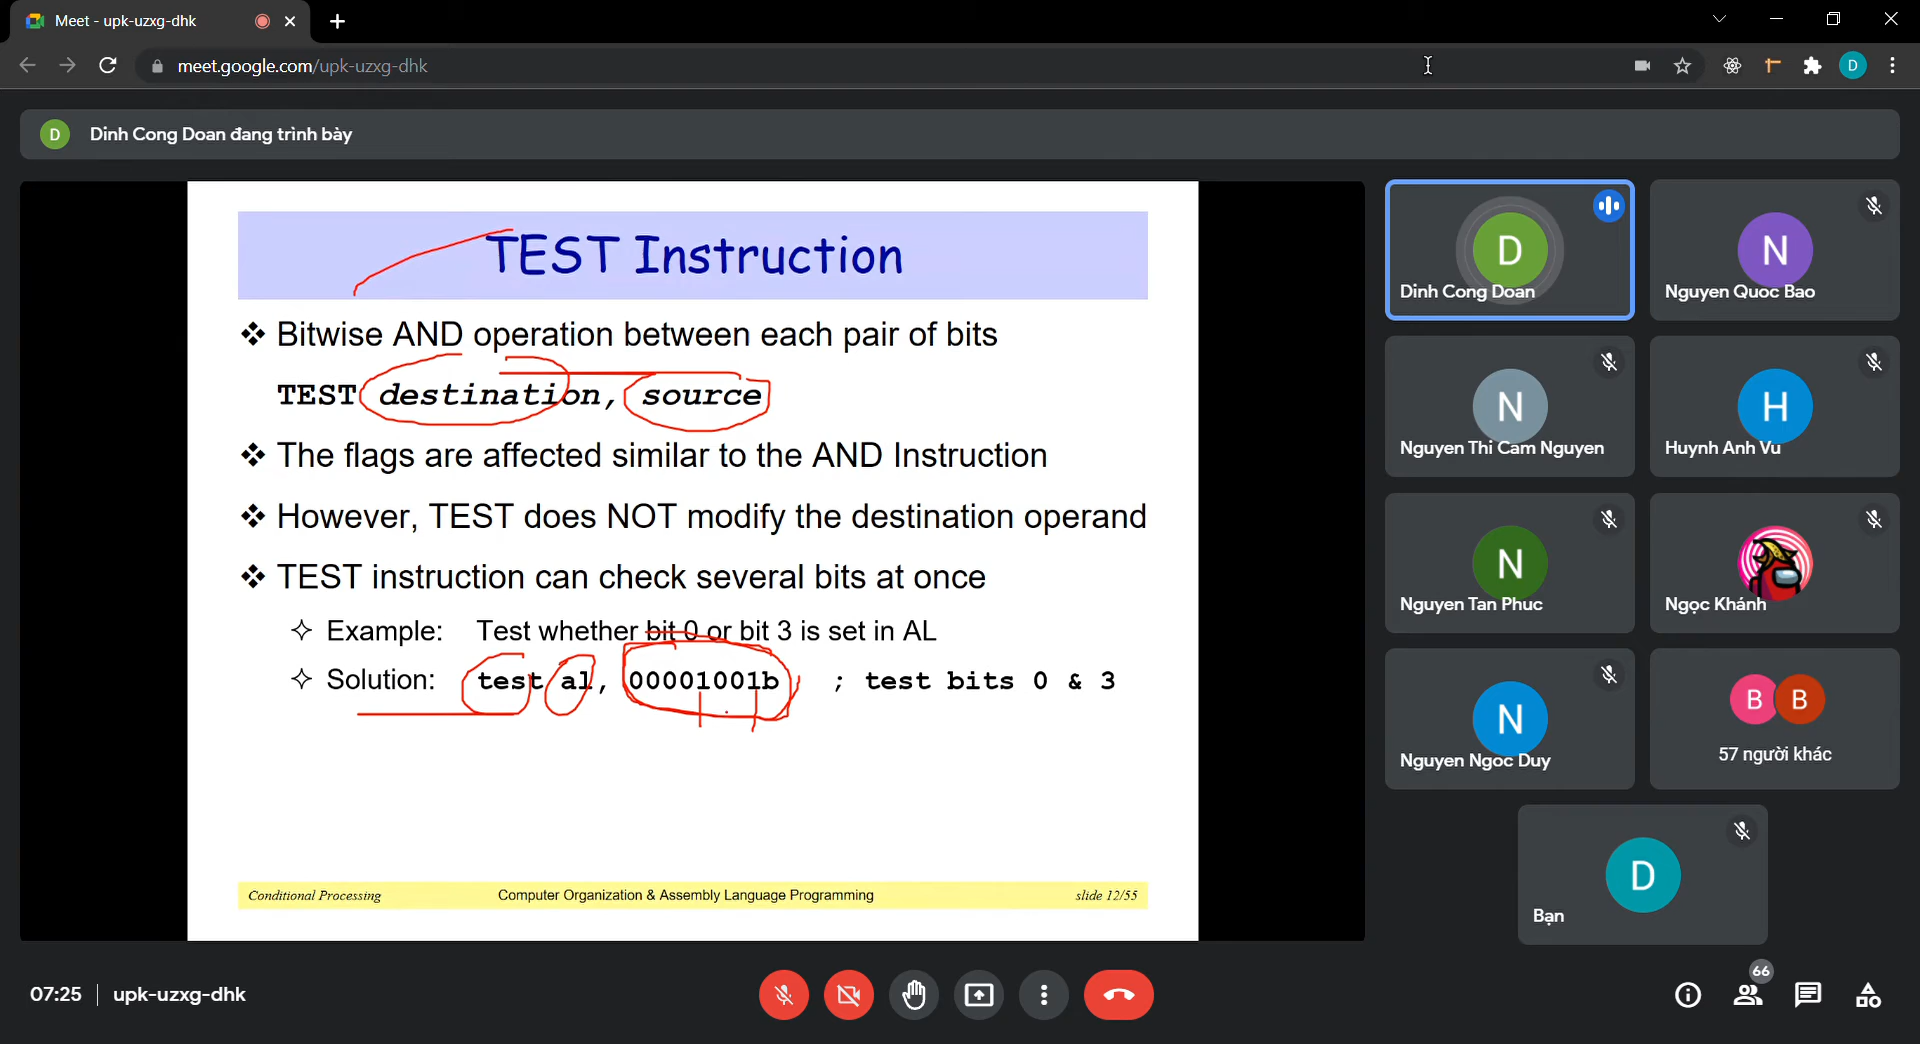 Meet - upk-uzxg-dhk
meet.google.com/upk-uzxg-dhk
D
D
Dinh Cong Doan đang trình bày
TEST Instruction
Bitwise AND operation between each pair of bits
TEST destination, source
The flags are affected similar to the AND Instruction
However, TEST does NOT modify the destination operand
TEST instruction can check several bits at once
Example: Test whether bit 0 or bit 3 is set in AL
Solution: test al, 00001001b ; test bits 0 & 3
Conditional Processing
Computer Organization & Assembly Language Programming
slide 12/55
D
Dinh Cong Doan
N
Nguyen Quoc Bao
N
Nguyen Thi Cam Nguyen
H
Huynh Anh Vu
N
Nguyen Tan Phuc
Ngọc Khánh
N
Nguyen Ngoc Duy
B
B
57 người khác
D
Bạn
07:25
upk-uzxg-dhk
66